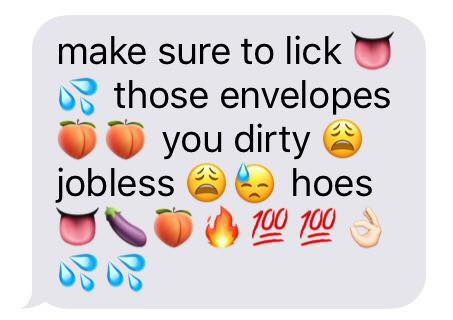 make sure to lick 👅
💦 those envelopes
🍑🍑 you dirty 😩
jobless 😩😓 hoes
👅🍆🍑🔥💯💯👌🏻
💦💦